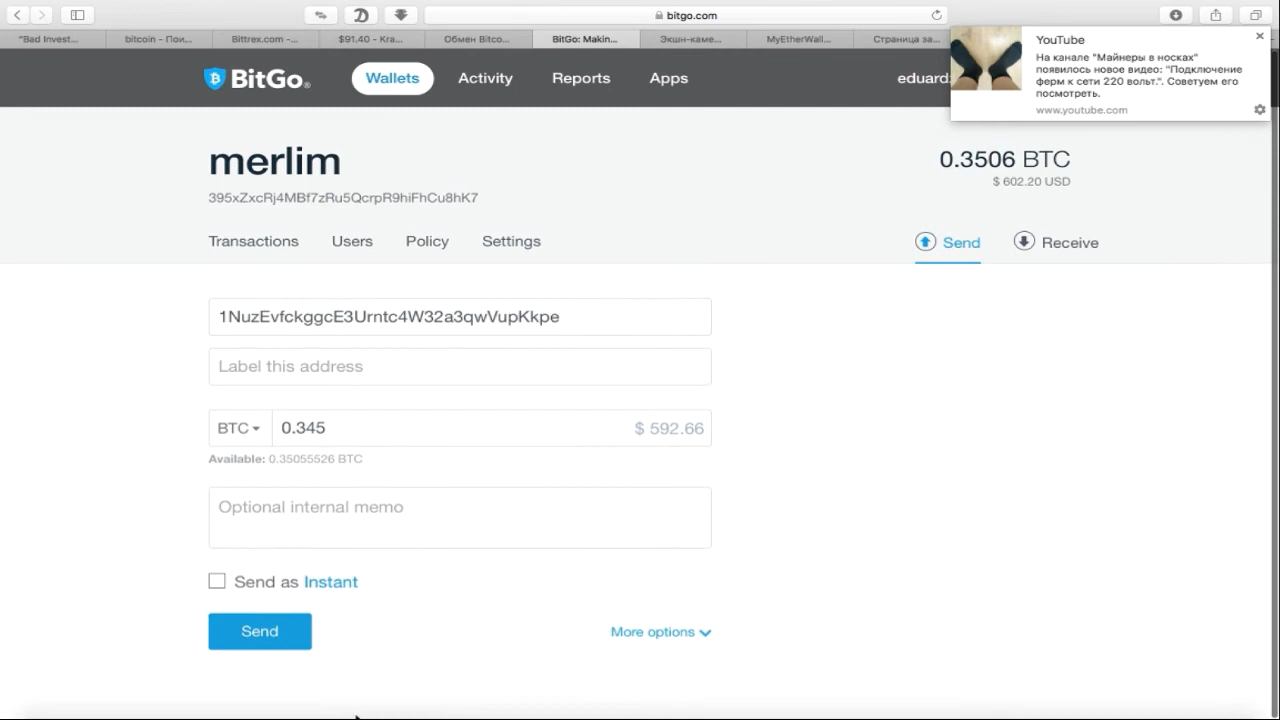 bitgo.com
"Bad Invest...
bitcoin - Пои...
Bittrex.com -...
$91,40 - Kra...
Обмен Bitco...
BitGo: Makin...
Экшн-каме...
MyEtherWall...
Страница за...
YouTube
На канале "Майнеры в носках"
появилось новое видео: "Подключение
ферм к сети 220 вольт.". Советуем его
посмотреть.
www.youtube.com
BitGo®
Wallets
Activity
Reports
Apps
eduard
merlim
395xZxcRj4MBf7zRu5QcrpR9hiFhCu8hK7
0.3506 BTC
$ 602.20 USD
Transactions
Users
Policy
Settings
Send
Receive
1NuzEvfckggcE3Urntc4W32a3qwVupKkpe
Label this address
BTC
0.345
$ 592.66
Available: 0.35055526 BTC
Optional internal memo
Send as Instant
Send
More options